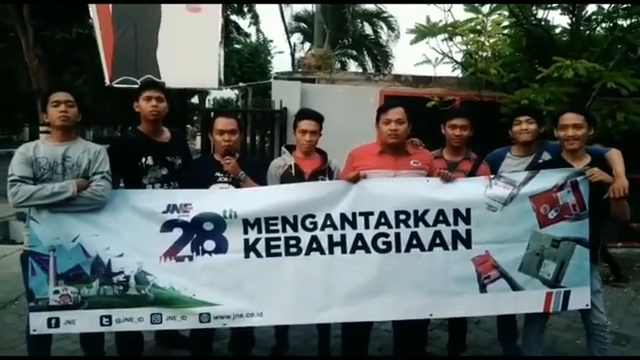 JNE
28th
MENGANTARKAN
KEBAHAGIAAN
JNE @JNE_ID JNE_ID www.jne.co.id